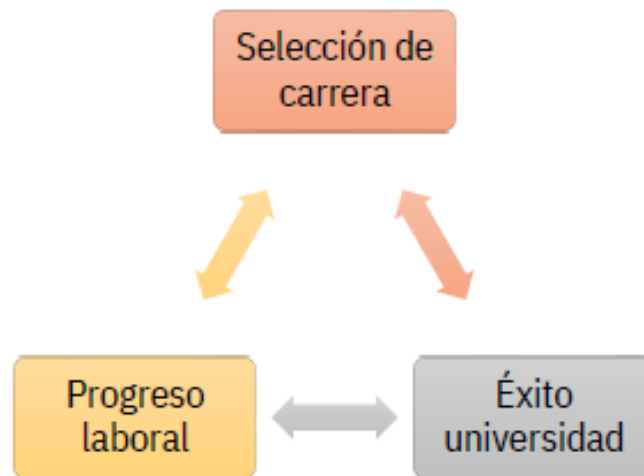 Selección de
carrera
Progreso
laboral
Éxito
universidad